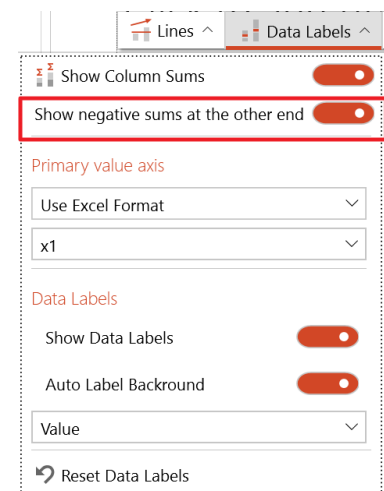 Lines Data Labels
Show Column Sums
Show negative sums at the other end
Primary value axis
Use Excel Format
x1
Data Labels
Show Data Labels
Auto Label Backround
Value
Reset Data Labels